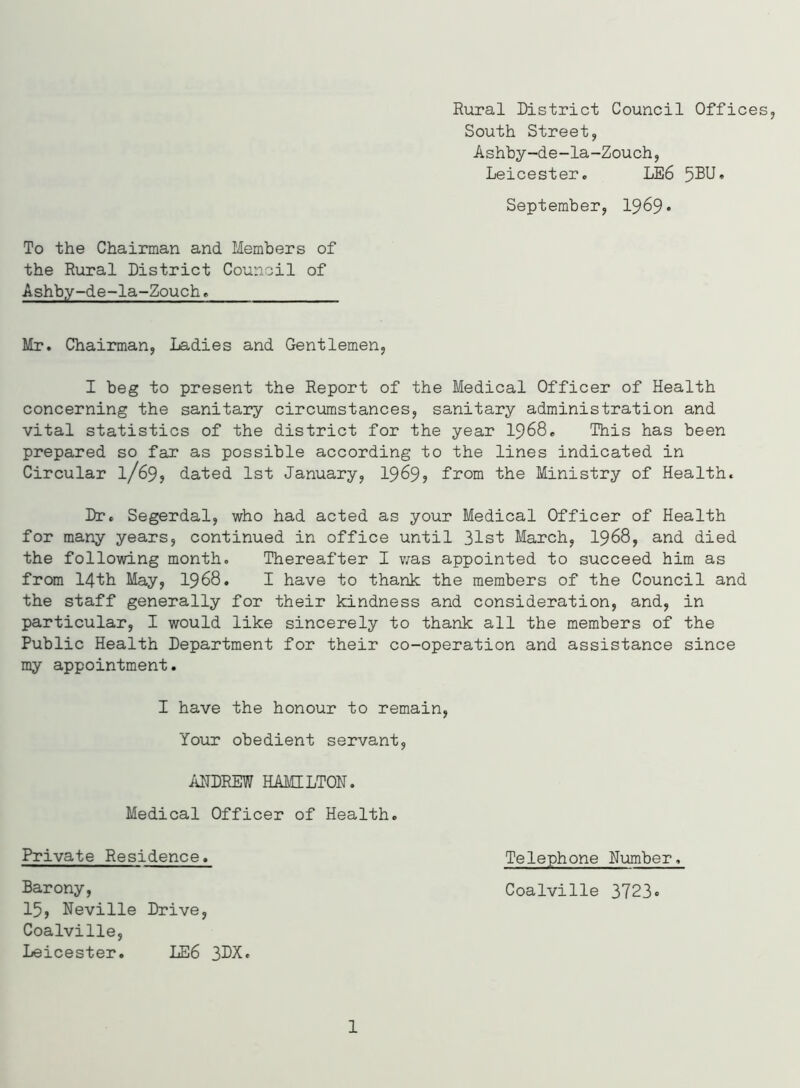 Rural District Council Offices,
South Street,
Ashby-de-la-Zouch,
Leicester. LE6 5BU.
September, 1969.
To the Chairman and Members of
the Rural District Council of
Ashby-de-la-Zouch.
Mr. Chairman, Ladies and Gentlemen,
I beg to present the Report of the Medical Officer of Health
concerning the sanitary circumstances, sanitary administration and
vital statistics of the district for the year 1968. This has been
prepared so far as possible according to the lines indicated in
Circular 1/69, dated 1st January, 1969, from the Ministry of Health.
Dr. Segerdal, who had acted as your Medical Officer of Health
for many years, continued in office until 31st March, 1968, and died
the following month. Thereafter I was appointed to succeed him as
from 14th May, 1968. I have to thank the members of the Council and
the staff generally for their kindness and consideration, and, in
particular, I would like sincerely to thank all the members of the
Public Health Department for their co-operation and assistance since
my appointment.
I have the honour to remain,
Your obedient servant,
ANDREW HAMILTON.
Medical Officer of Health.
Private Residence.
Barony,
15, Neville Drive,
Coalville,
Leicester. LE6 3DX.
Telephone Number.
Coalville 3723.
1